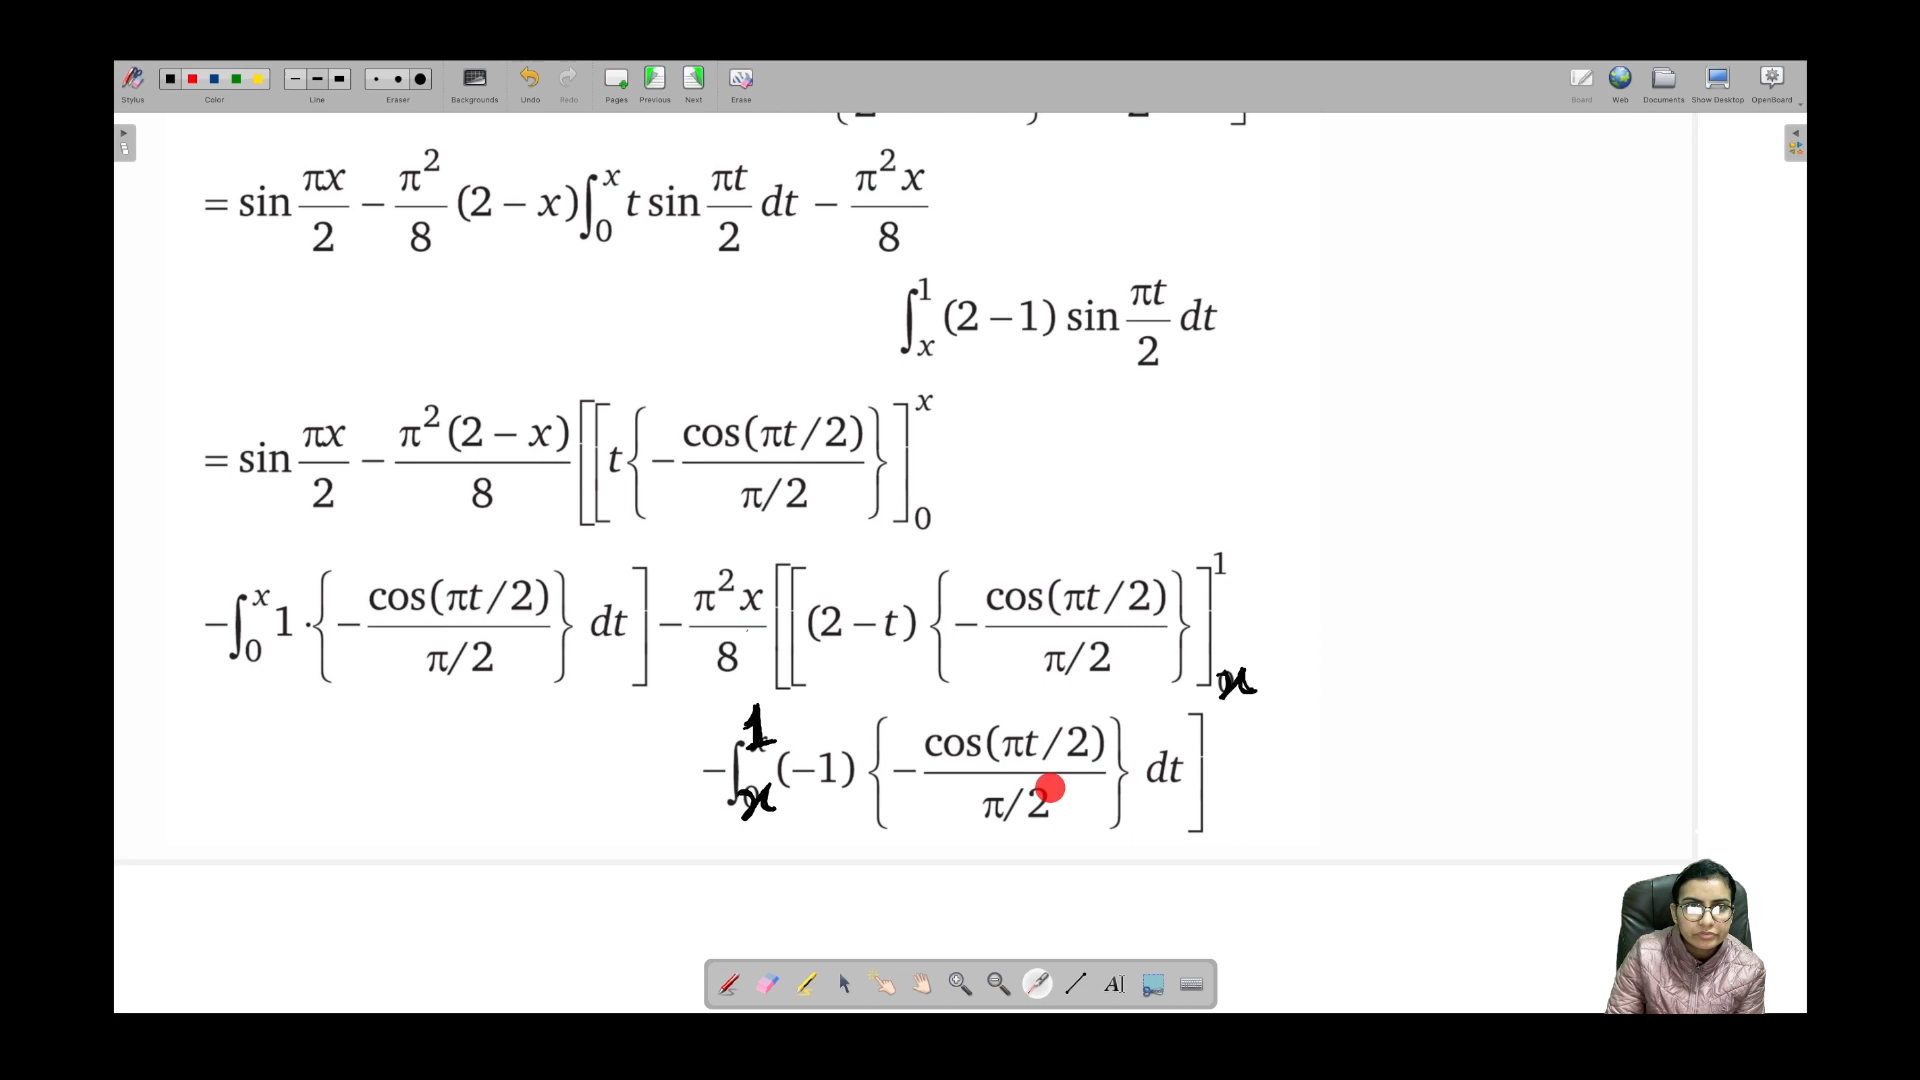 Stylus Color Line Eraser Backgrounds Undo Redo Pages Previous Next Erase Board Web Documents Show Desktop OpenBoard
= sin πx/2 − π²/8 (2 − x) ∫₀ˣ t sin πt/2 dt − π²x/8
∫ₓ¹ (2 − 1) sin πt/2 dt
= sin πx/2 − π²(2 − x)/8 [[t{− cos(πt/2)/(π/2)}]₀ˣ
− ∫₀ˣ 1 · {− cos(πt/2)/(π/2)} dt] − π²x/8 [[(2 − t) {− cos(πt/2)/(π/2)}]ₓ¹
− ∫ₓ¹ (−1) {− cos(πt/2)/(π/2)} dt]